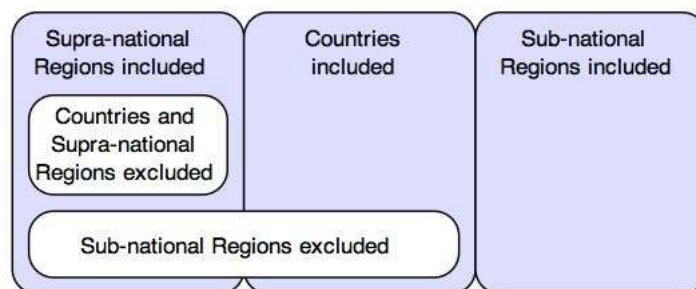 Supra-national
Regions included
Countries
included
Sub-national
Regions included
Countries and
Supra-national
Regions excluded
Sub-national Regions excluded